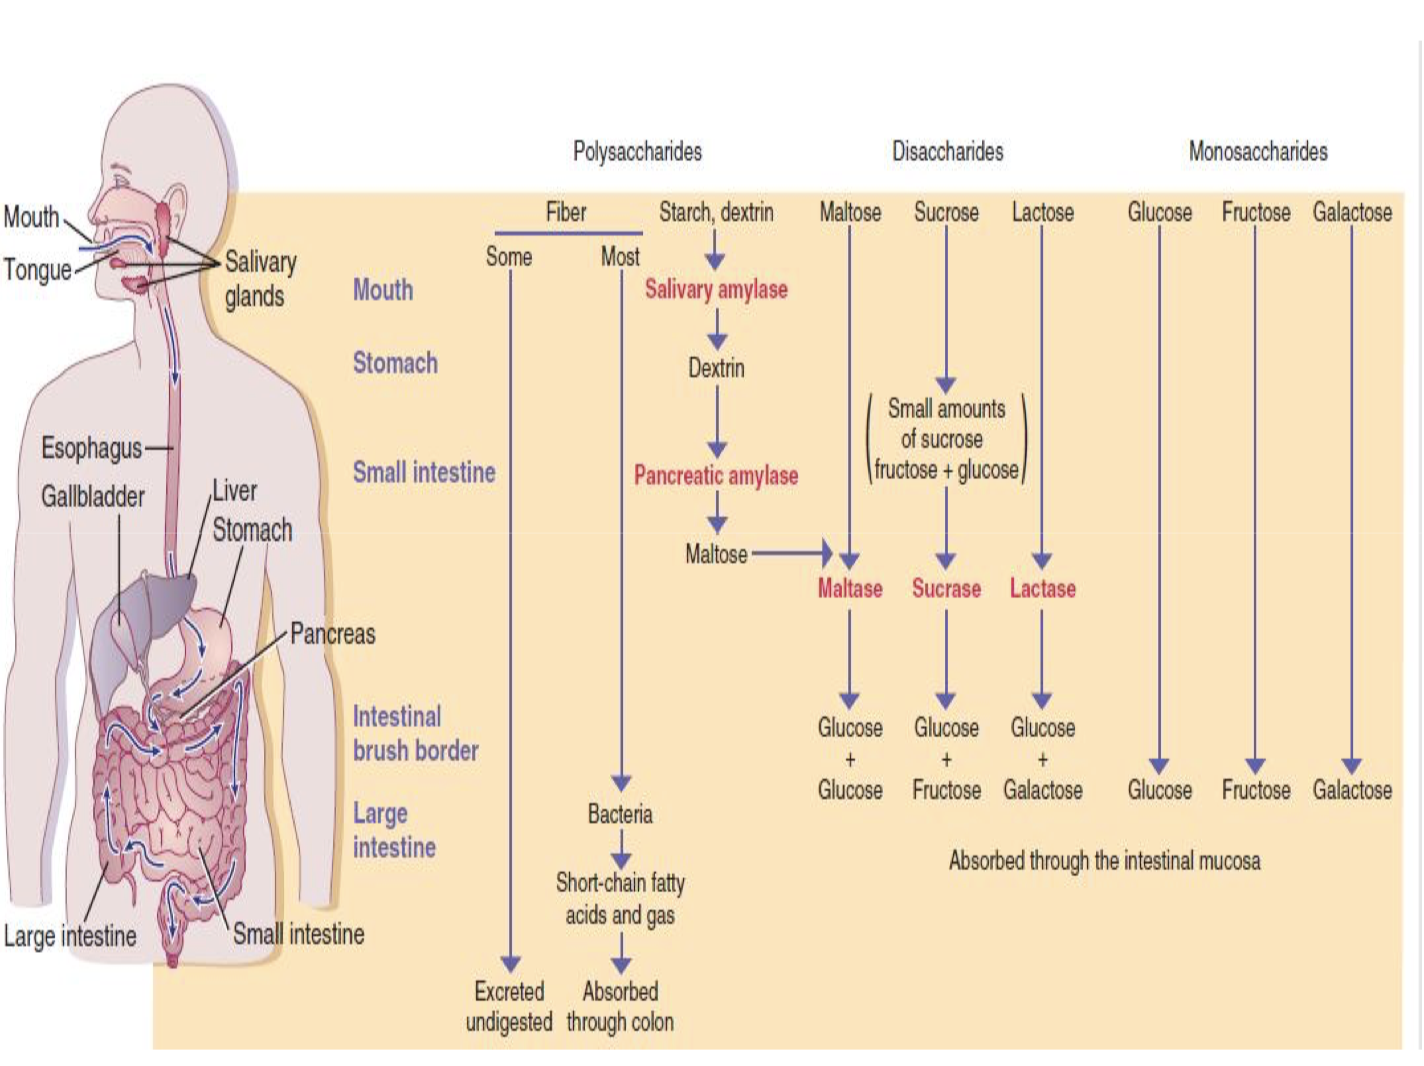 Polysaccharides Disaccharides Monosaccharides
Fiber Starch, dextrin Maltose Sucrose Lactose Glucose Fructose Galactose
Some Most
Mouth
Tongue
Salivary
glands
Mouth Salivary amylase
Stomach Dextrin
Small amounts
of sucrose
fructose + glucose
Esophagus
Gallbladder
Liver
Stomach
Small intestine Pancreatic amylase
Maltose
Maltase Sucrase Lactase
Pancreas
Intestinal
brush border
Glucose Glucose Glucose
+ + +
Glucose Fructose Galactose Glucose Fructose Galactose
Large
intestine
Bacteria
Absorbed through the intestinal mucosa
Short-chain fatty
acids and gas
Large intestine
Small intestine
Excreted
undigested
Absorbed
through colon